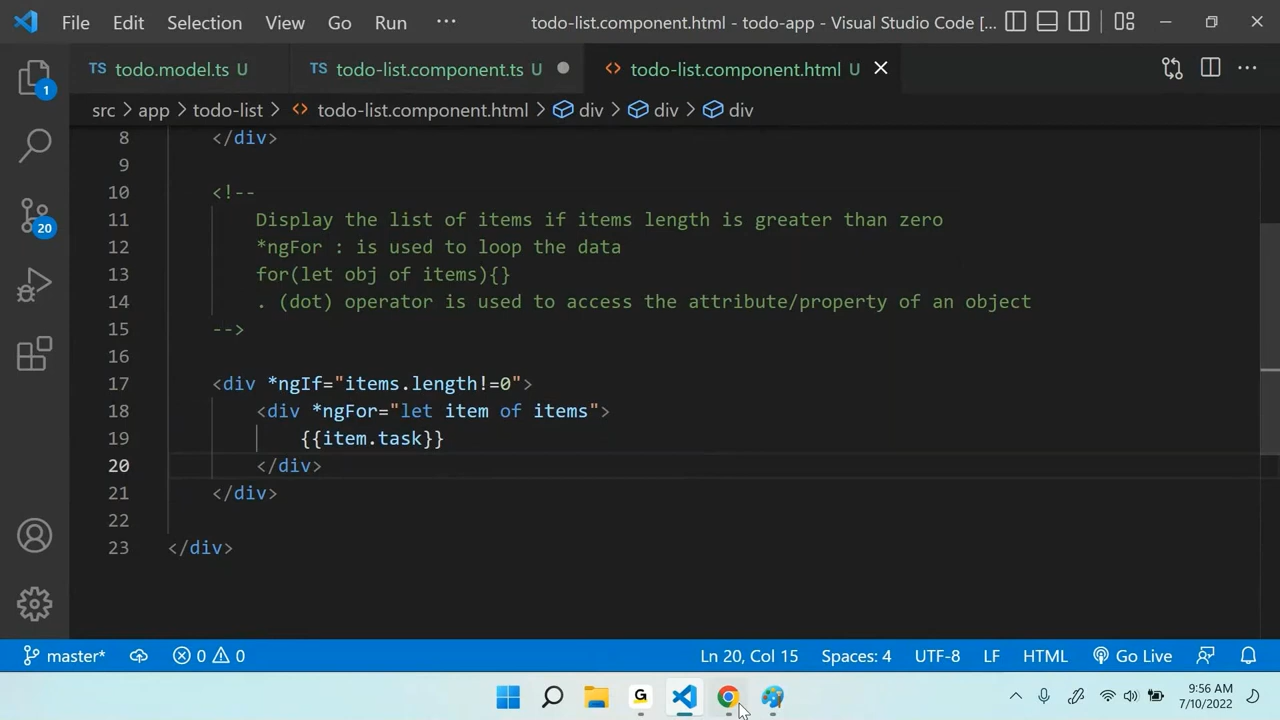 File Edit Selection View Go Run ··· todo-list.component.html - todo-app - Visual Studio Code [...
TS todo.model.ts U TS todo-list.component.ts U todo-list.component.html U
src > app > todo-list > todo-list.component.html > div > div > div
8 </div>
9
10 <!--
11 Display the list of items if items length is greater than zero
12 *ngFor : is used to loop the data
13 for(let obj of items){}
14 . (dot) operator is used to access the attribute/property of an object
15 -->
16
17 <div *ngIf="items.length!=0">
18 <div *ngFor="let item of items">
19 {{item.task}}
20 </div>
21 </div>
22
23 </div>
1
20
master* 0 0 Ln 20, Col 15 Spaces: 4 UTF-8 LF HTML Go Live
G 9:56 AM
7/10/2022